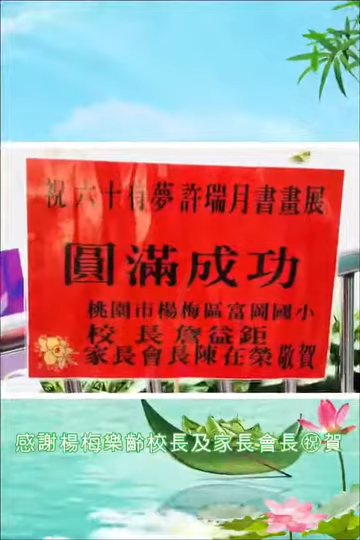 祝六十有夢許瑞月書畫展
圓滿成功
桃園市楊梅區富岡國小
校長詹益鉅
家長會長陳在榮敬賀
感謝楊梅樂齡校長及家長會長㊗賀